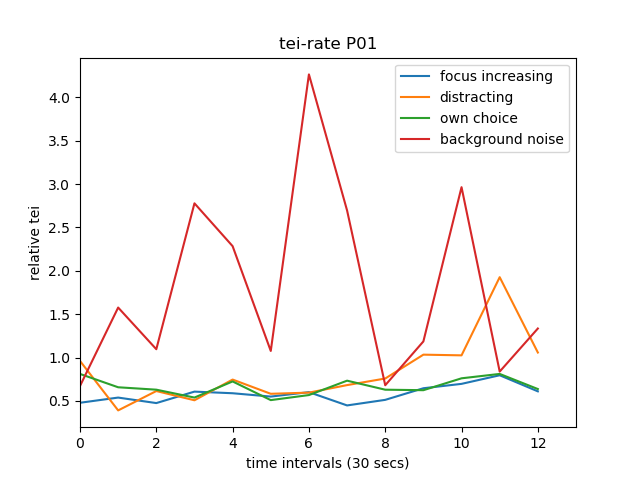 tei-rate P01
focus increasing
distracting
own choice
background noise
relative tei
4.0
3.5
3.0
2.5
2.0
1.5
1.0
0.5
0 2 4 6 8 10 12
time intervals (30 secs)